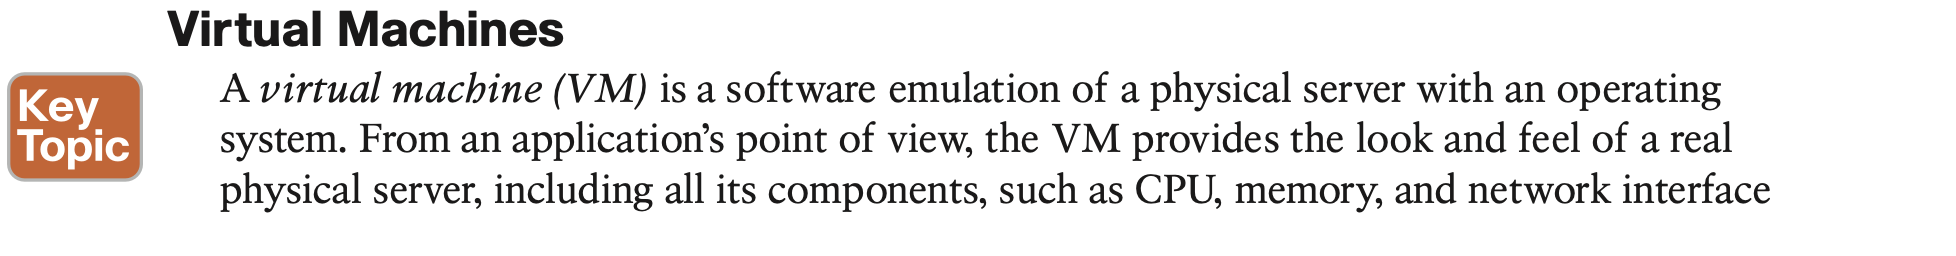 Virtual Machines
Key
Topic
A virtual machine (VM) is a software emulation of a physical server with an operating
system. From an application’s point of view, the VM provides the look and feel of a real
physical server, including all its components, such as CPU, memory, and network interface